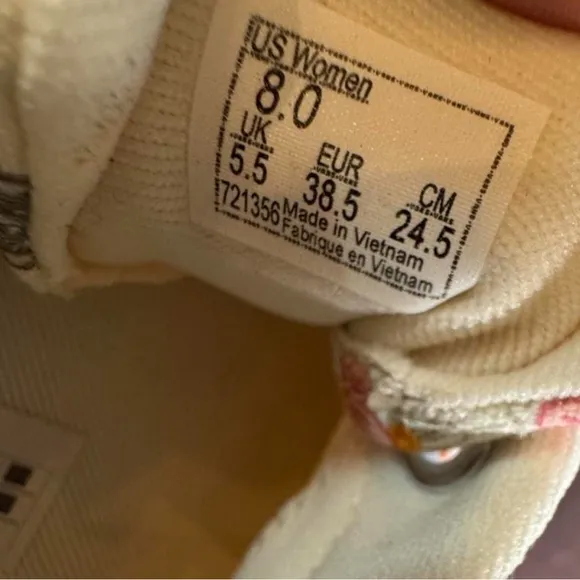 US Women
8.0
UK EUR CM
5.5 38.5 24.5
721356 Made in Vietnam
Fabrique en Vietnam